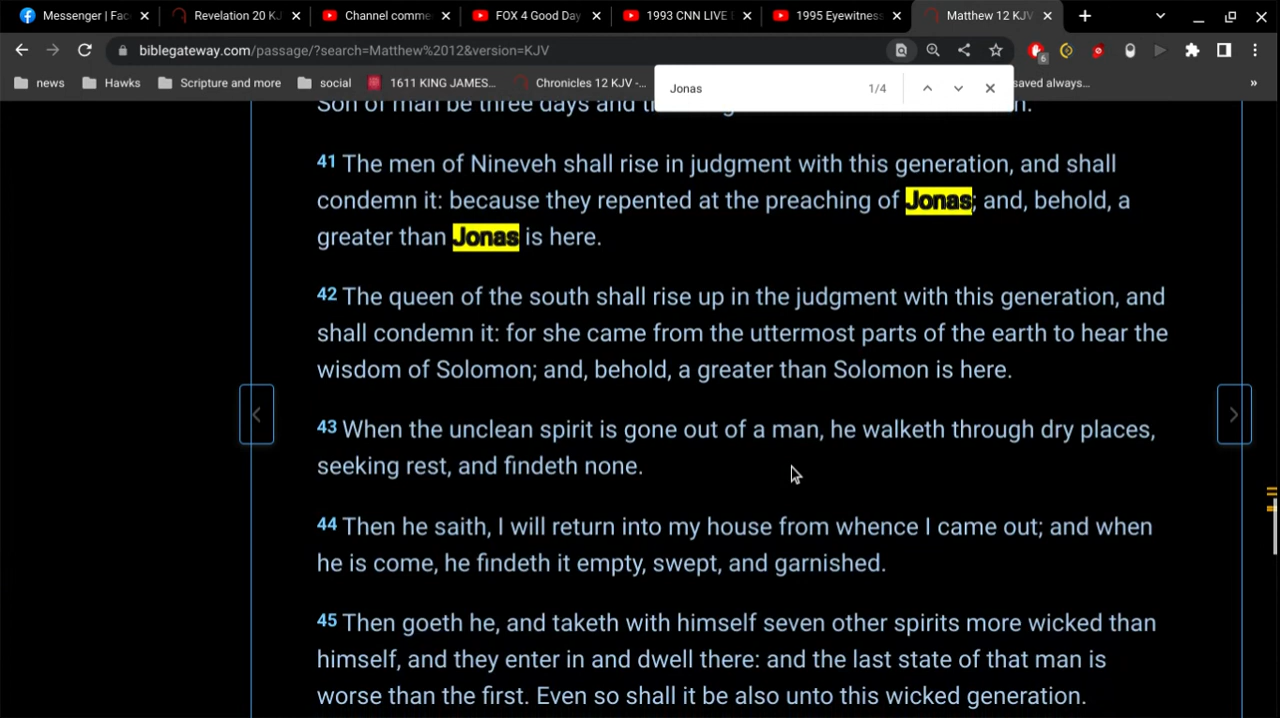 Messenger | Fac
Revelation 20 KJ
Channel comme
FOX 4 Good Day
1993 CNN LIVE E
1995 Eyewitness
Matthew 12 KJV
biblegateway.com/passage/?search=Matthew%2012&version=KJV
6
news
Hawks
Scripture and more
social
1611 KING JAMES...
Chronicles 12 KJV -...
saved always...
»
Jonas
1/4
Son of man be three days and
41 The men of Nineveh shall rise in judgment with this generation, and shall
condemn it: because they repented at the preaching of Jonas; and, behold, a
greater than Jonas is here.
42 The queen of the south shall rise up in the judgment with this generation, and
shall condemn it: for she came from the uttermost parts of the earth to hear the
wisdom of Solomon; and, behold, a greater than Solomon is here.
43 When the unclean spirit is gone out of a man, he walketh through dry places,
seeking rest, and findeth none.
44 Then he saith, I will return into my house from whence I came out; and when
he is come, he findeth it empty, swept, and garnished.
45 Then goeth he, and taketh with himself seven other spirits more wicked than
himself, and they enter in and dwell there: and the last state of that man is
worse than the first. Even so shall it be also unto this wicked generation.